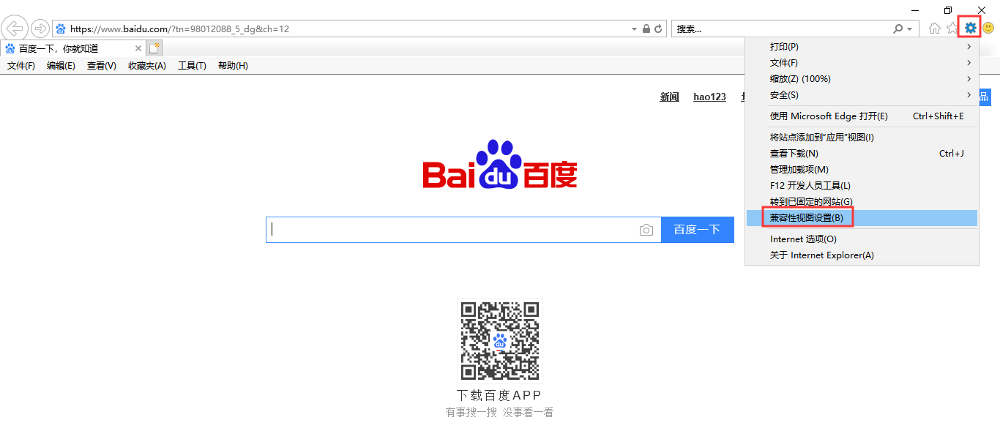 https://www.baidu.com/?tn=98012088_5_dg&ch=12
搜索...
百度一下，你就知道
文件(F) 编辑(E) 查看(V) 收藏夹(A) 工具(T) 帮助(H)
新闻 hao123
品
打印(P)
文件(F)
缩放(Z) (100%)
安全(S)
使用 Microsoft Edge 打开(E) Ctrl+Shift+E
将站点添加到“应用”视图(I)
查看下载(N) Ctrl+J
管理加载项(M)
F12 开发人员工具(L)
转到已固定的网站(G)
兼容性视图设置(B)
Internet 选项(O)
关于 Internet Explorer(A)
Bai du 百度
百度一下
du
下载百度APP
有事搜一搜 没事看一看